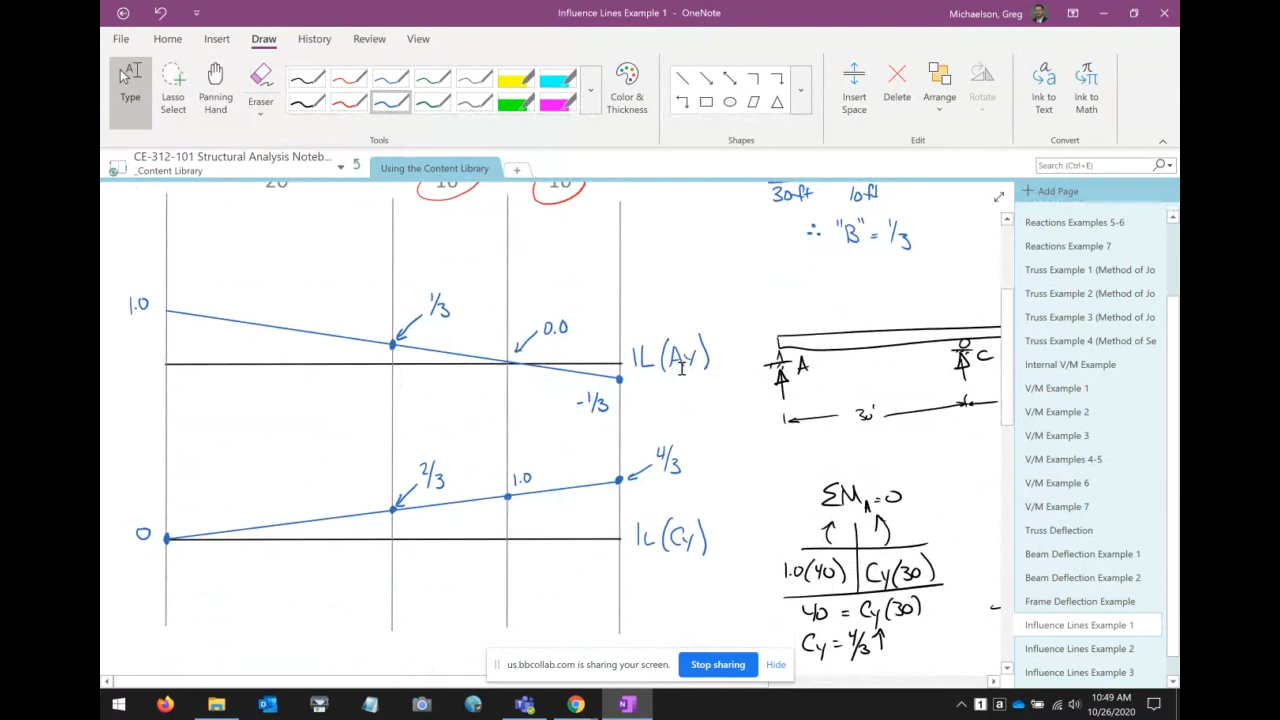 Influence Lines Example 1 - OneNote
Michaelson, Greg
File Home Insert Draw History Review View
Type
Lasso Select
Panning Hand
Eraser
Color & Thickness
Insert Space
Delete
Arrange
Rotate
Ink to Text
Ink to Math
Tools
Shapes
Edit
Convert
CE-312-101 Structural Analysis Noteb...
_Content Library
5
Using the Content Library
Search (Ctrl+E)
Add Page
Reactions Examples 5-6
Reactions Example 7
Truss Example 1 (Method of Jo
Truss Example 2 (Method of Jo
Truss Example 3 (Method of Jo
Truss Example 4 (Method of Se
Internal V/M Example
V/M Example 1
V/M Example 2
V/M Example 3
V/M Examples 4-5
V/M Example 6
V/M Example 7
Truss Deflection
Beam Deflection Example 1
Beam Deflection Example 2
Frame Deflection Example
Influence Lines Example 1
Influence Lines Example 2
Influence Lines Example 3
20' 10' 10'
30ft 10ft
∴ "B" = 1/3
1.0
1/3
0.0
IL(Ay)
-1/3
A
C
30'
2/3
1.0
4/3
0
IL(Cy)
ΣM_A=0
1.0(40) Cy(30)
40 = Cy(30)
Cy = 4/3↑
us.bbcollab.com is sharing your screen.
Stop sharing
Hide
10:49 AM
10/26/2020